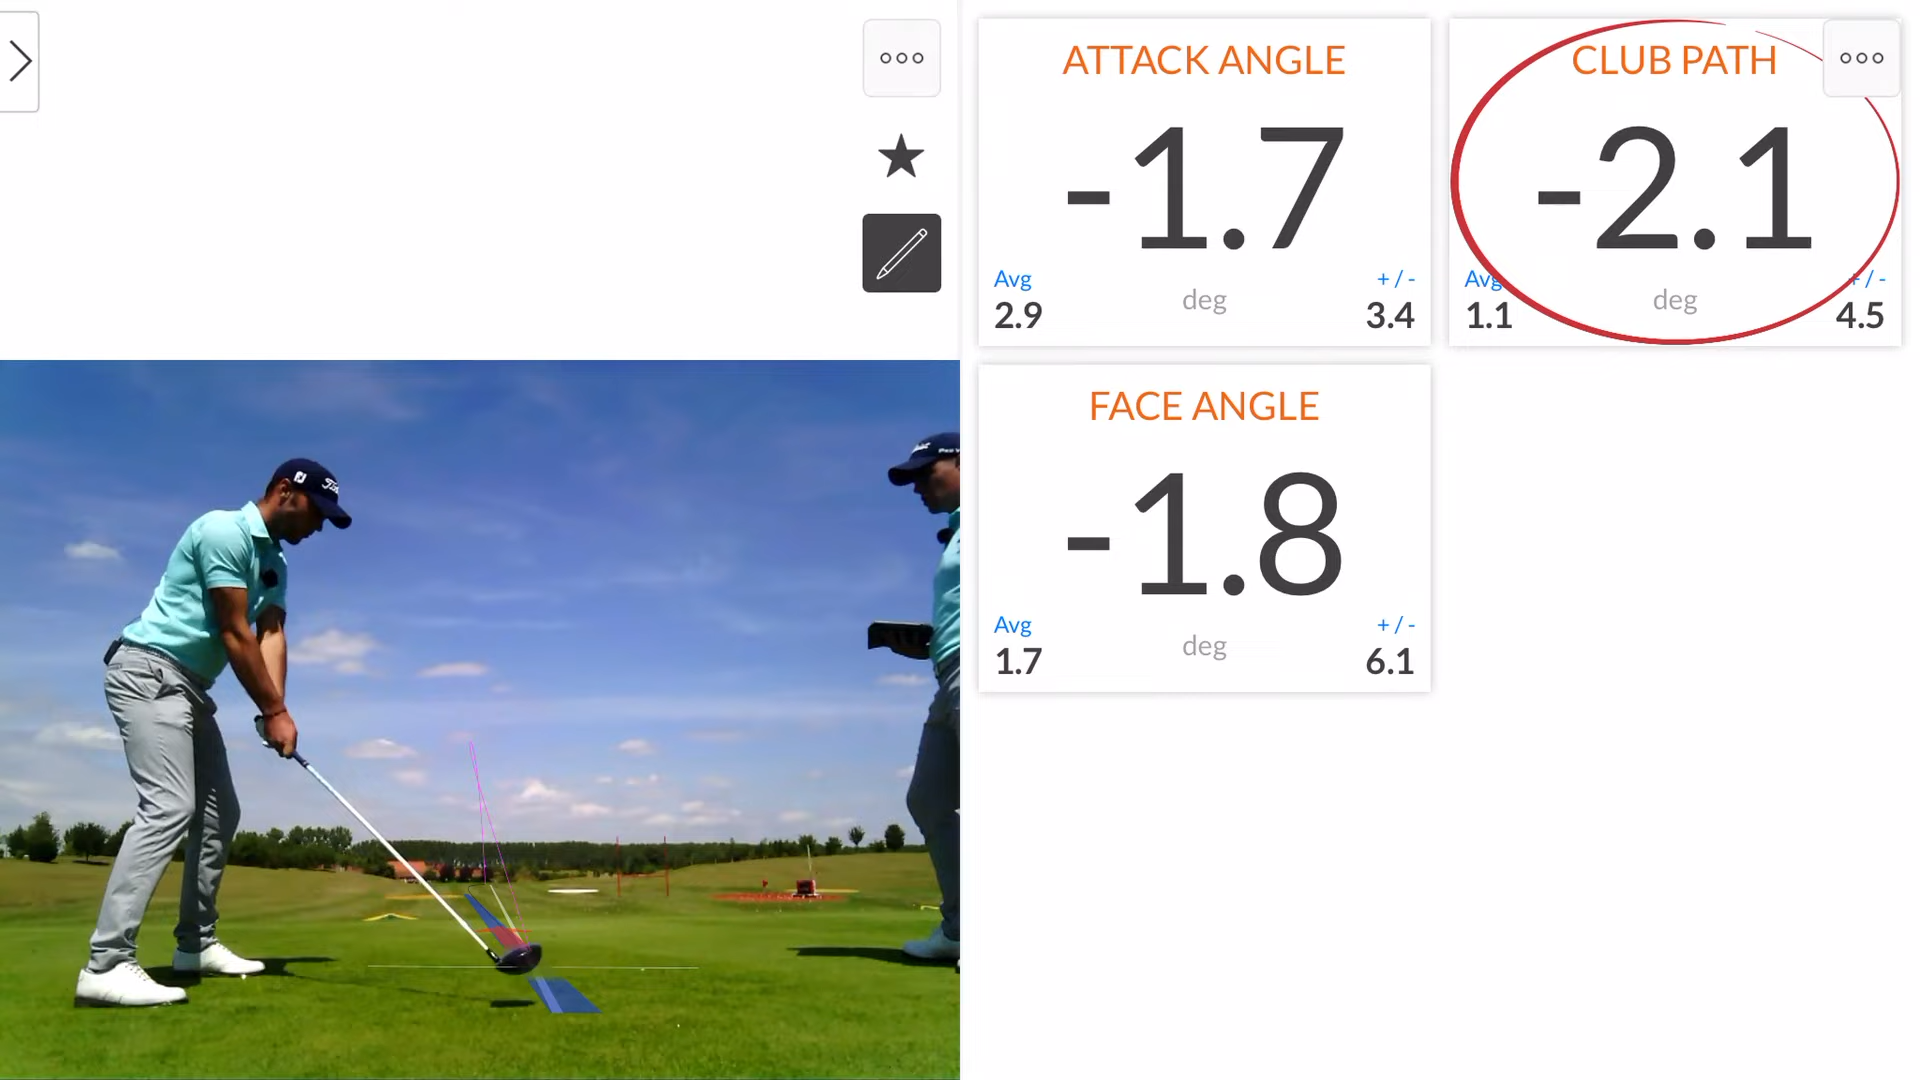 ATTACK ANGLE
-1.7
Avg
+ / -
2.9
deg
3.4
CLUB PATH
-2.1
Avg
+ / -
1.1
deg
4.5
FACE ANGLE
-1.8
Avg
+ / -
1.7
deg
6.1